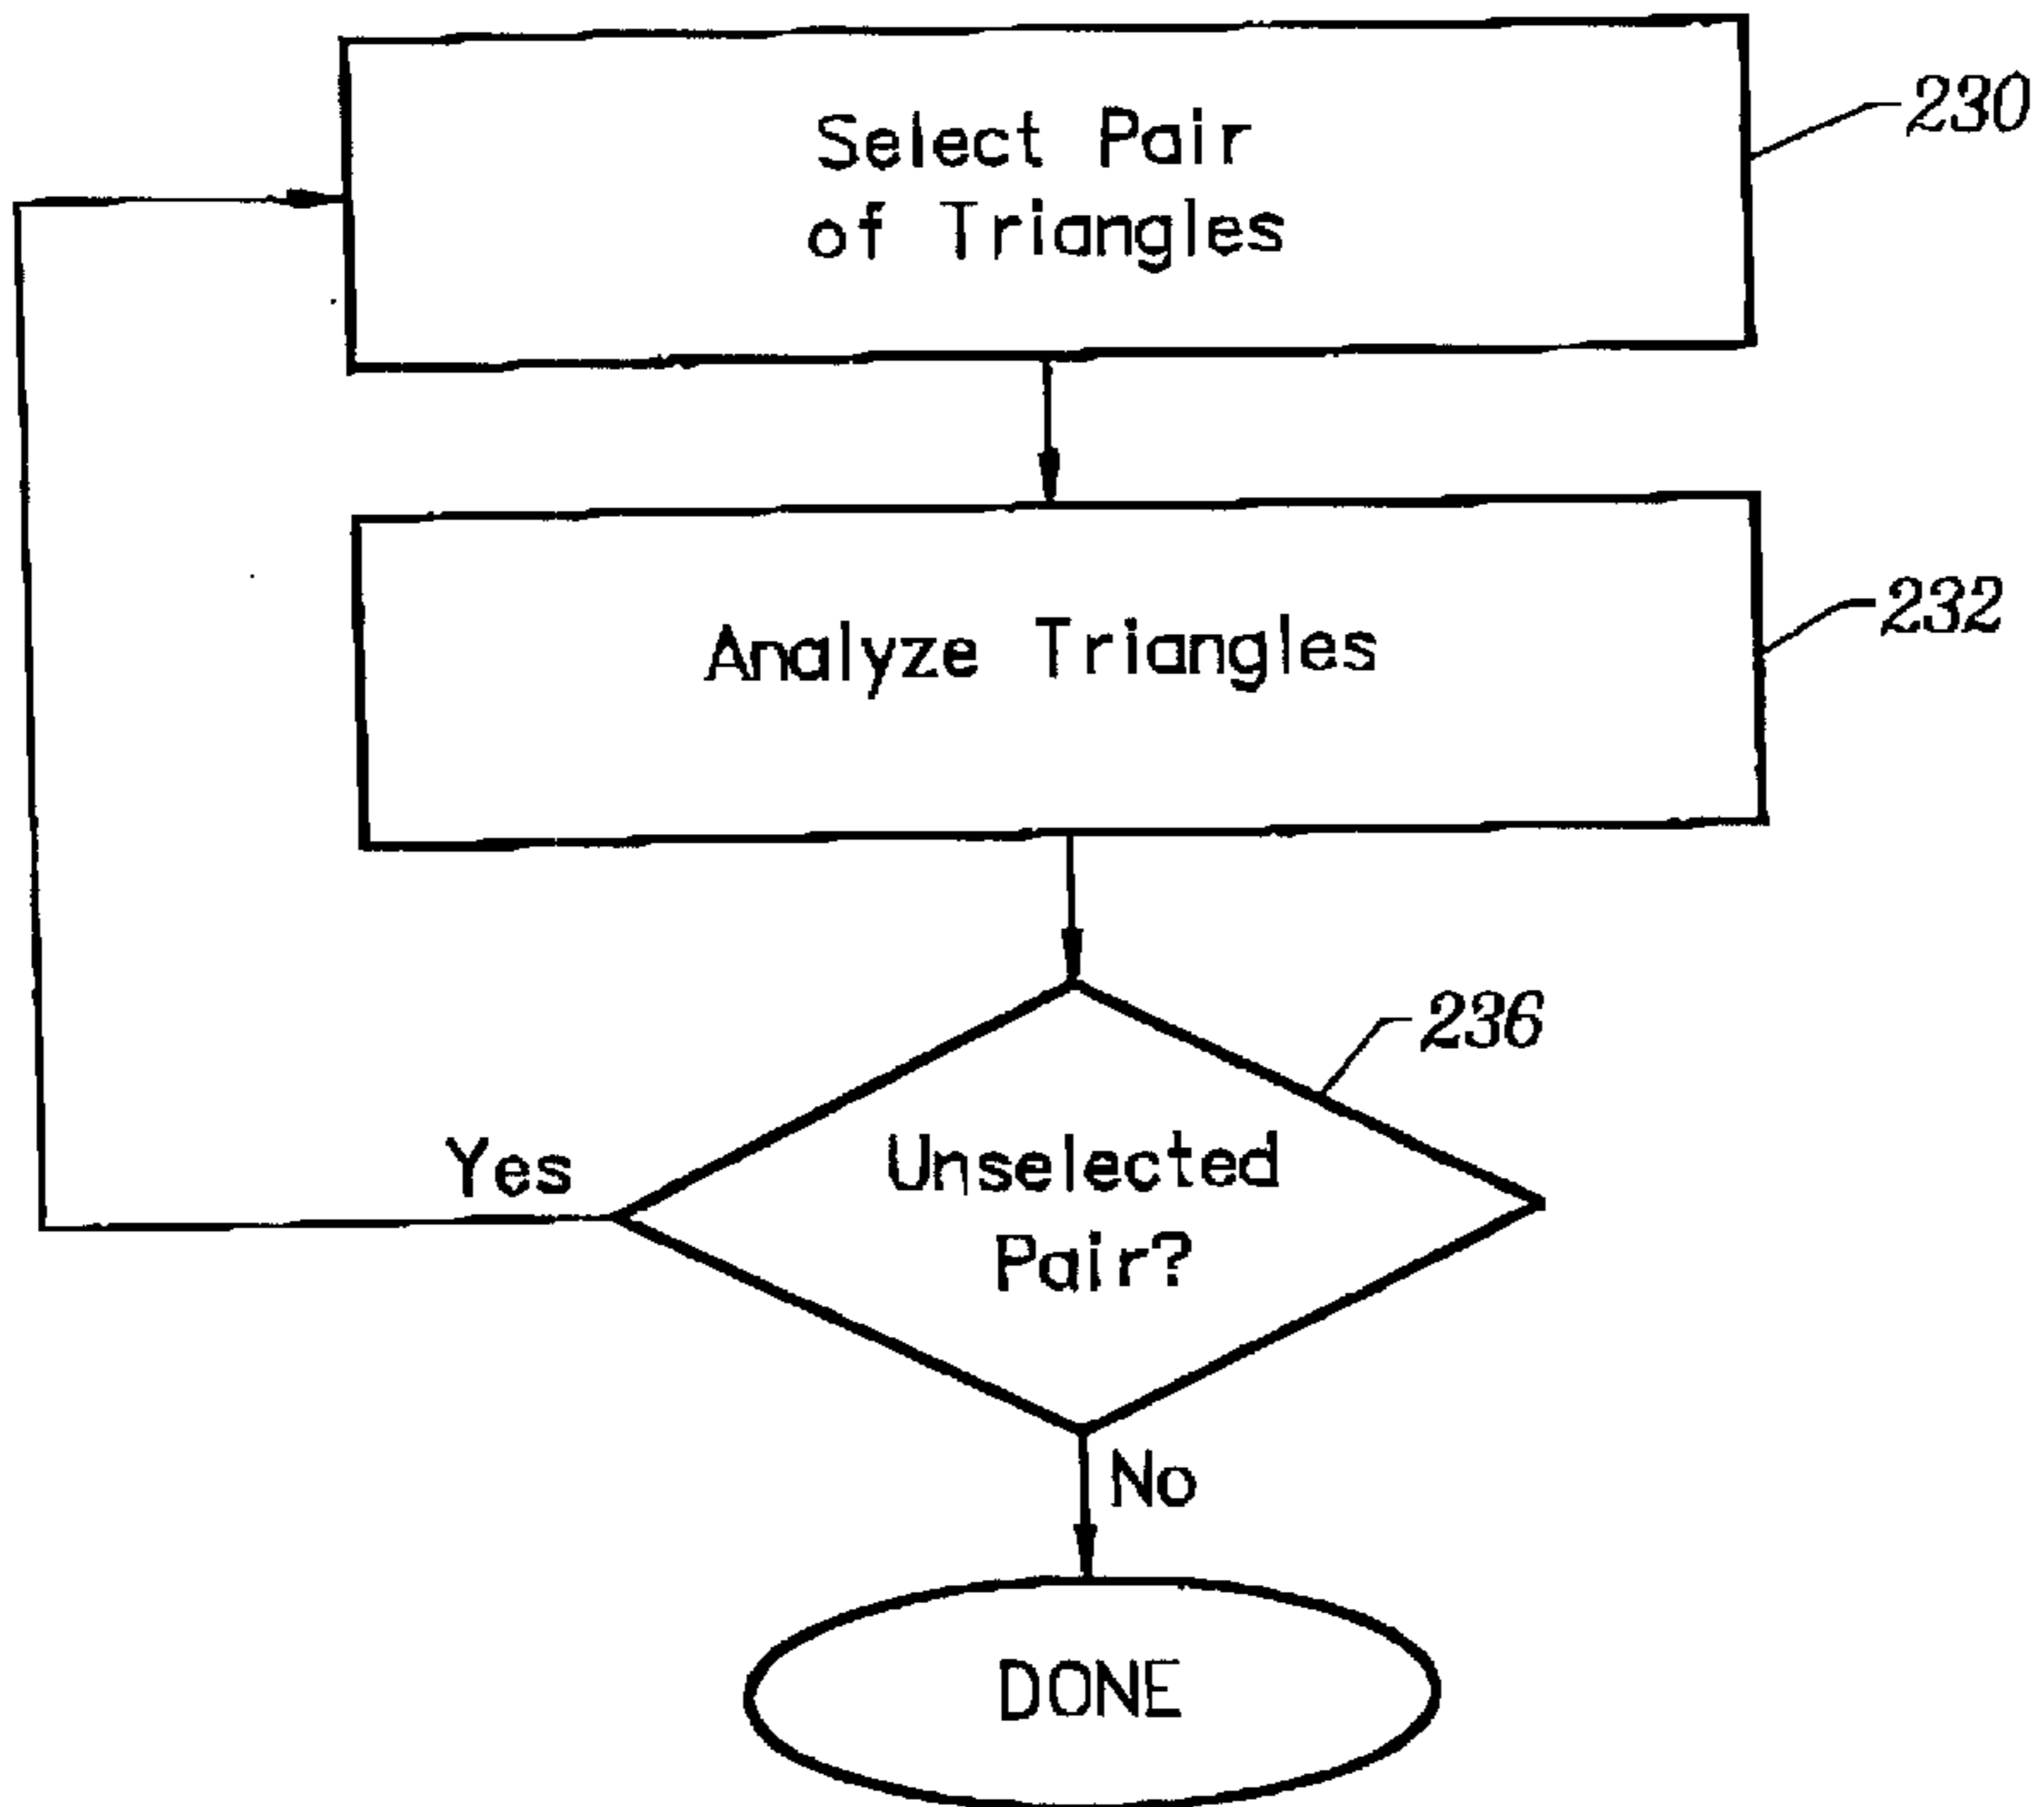 Select Pair
of Triangles
230
Analyze Triangles
232
236
Unselected
Pair?
Yes
No
DONE